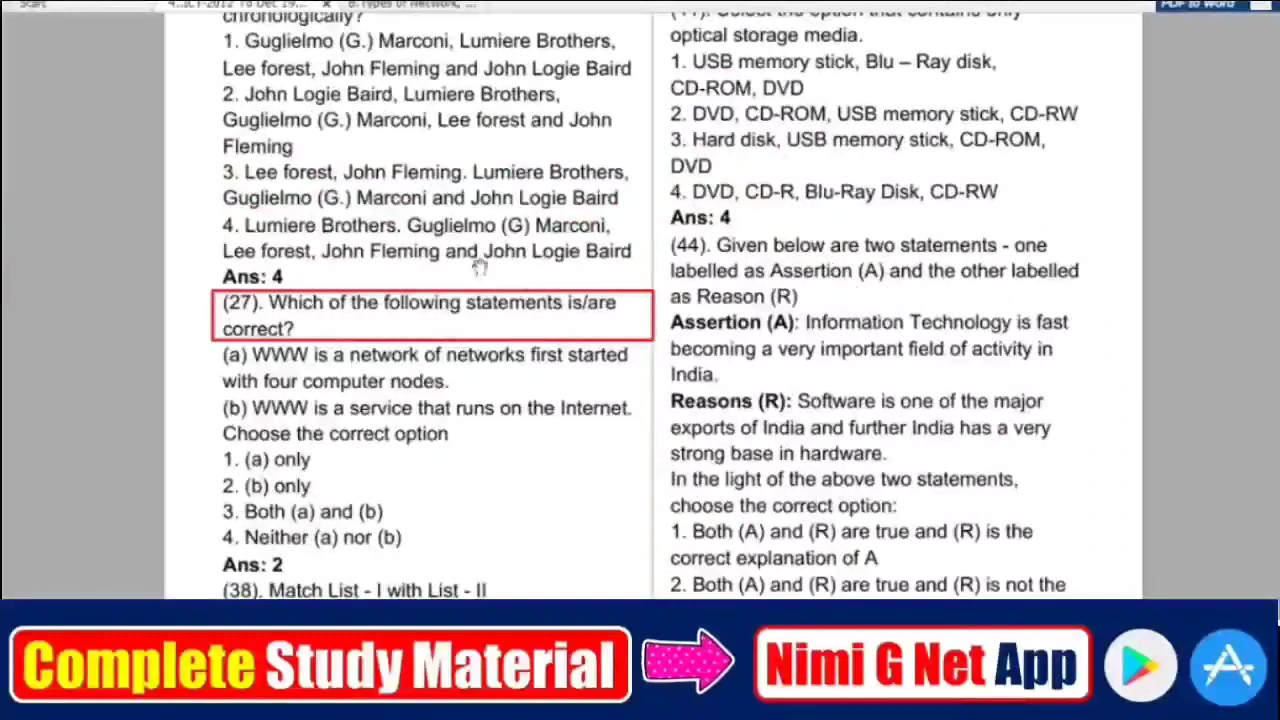 Start
PDF to Word
chronologically?
1. Guglielmo (G.) Marconi, Lumiere Brothers,
Lee forest, John Fleming and John Logie Baird
2. John Logie Baird, Lumiere Brothers,
Guglielmo (G.) Marconi, Lee forest and John
Fleming
3. Lee forest, John Fleming. Lumiere Brothers,
Guglielmo (G.) Marconi and John Logie Baird
4. Lumiere Brothers. Guglielmo (G) Marconi,
Lee forest, John Fleming and John Logie Baird
Ans: 4
(27). Which of the following statements is/are
correct?
(a) WWW is a network of networks first started
with four computer nodes.
(b) WWW is a service that runs on the Internet.
Choose the correct option
1. (a) only
2. (b) only
3. Both (a) and (b)
4. Neither (a) nor (b)
Ans: 2
(38). Match List - I with List - II
Select the option that contains only
optical storage media.
1. USB memory stick, Blu – Ray disk,
CD-ROM, DVD
2. DVD, CD-ROM, USB memory stick, CD-RW
3. Hard disk, USB memory stick, CD-ROM,
DVD
4. DVD, CD-R, Blu-Ray Disk, CD-RW
Ans: 4
(44). Given below are two statements - one
labelled as Assertion (A) and the other labelled
as Reason (R)
Assertion (A): Information Technology is fast
becoming a very important field of activity in
India.
Reasons (R): Software is one of the major
exports of India and further India has a very
strong base in hardware.
In the light of the above two statements,
choose the correct option:
1. Both (A) and (R) are true and (R) is the
correct explanation of A
2. Both (A) and (R) are true and (R) is not the
Complete Study Material
Nimi G Net App